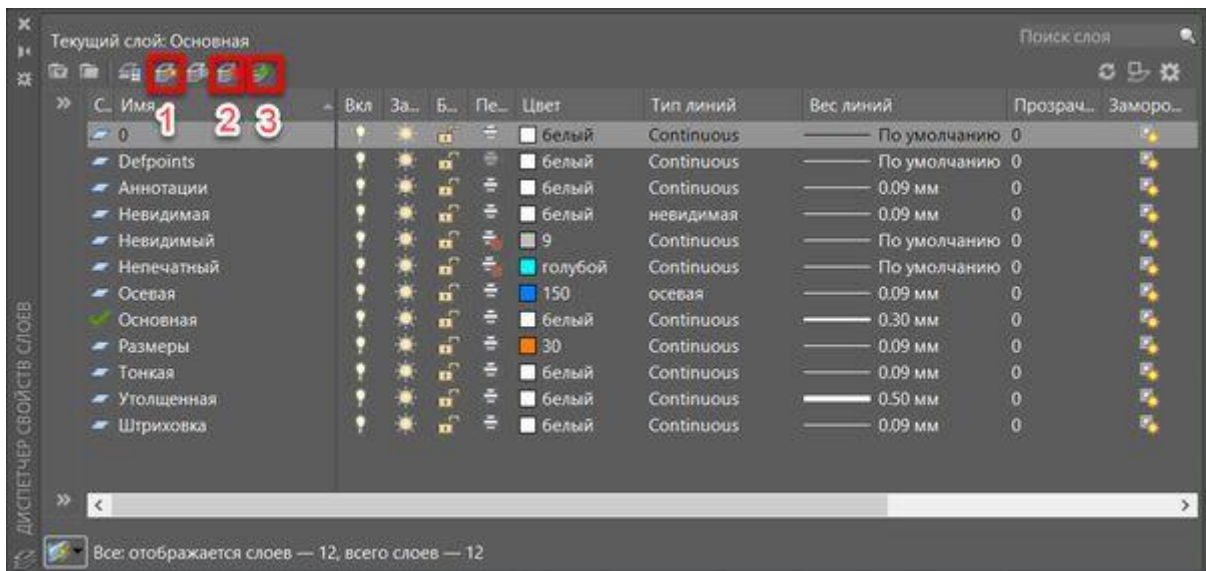 Текущий слой: Основная
Поиск слоя
1 2 3
С.. Имя Вкл За... Б... Пе... Цвет Тип линий Вес линий Прозрач... Заморо...
0 белый Continuous По умолчанию 0
Defpoints белый Continuous По умолчанию 0
Аннотации белый Continuous 0.09 мм 0
Невидимая белый невидимая 0.09 мм 0
Невидимый 9 Continuous По умолчанию 0
Непечатный голубой Continuous По умолчанию 0
Осевая 150 осевая 0.09 мм 0
Основная белый Continuous 0.30 мм 0
Размеры 30 Continuous 0.09 мм 0
Тонкая белый Continuous 0.09 мм 0
Утолщенная белый Continuous 0.50 мм 0
Штриховка белый Continuous 0.09 мм 0
ДИСПЕТЧЕР СВОЙСТВ СЛОЕВ
Все: отображается слоев — 12, всего слоев — 12